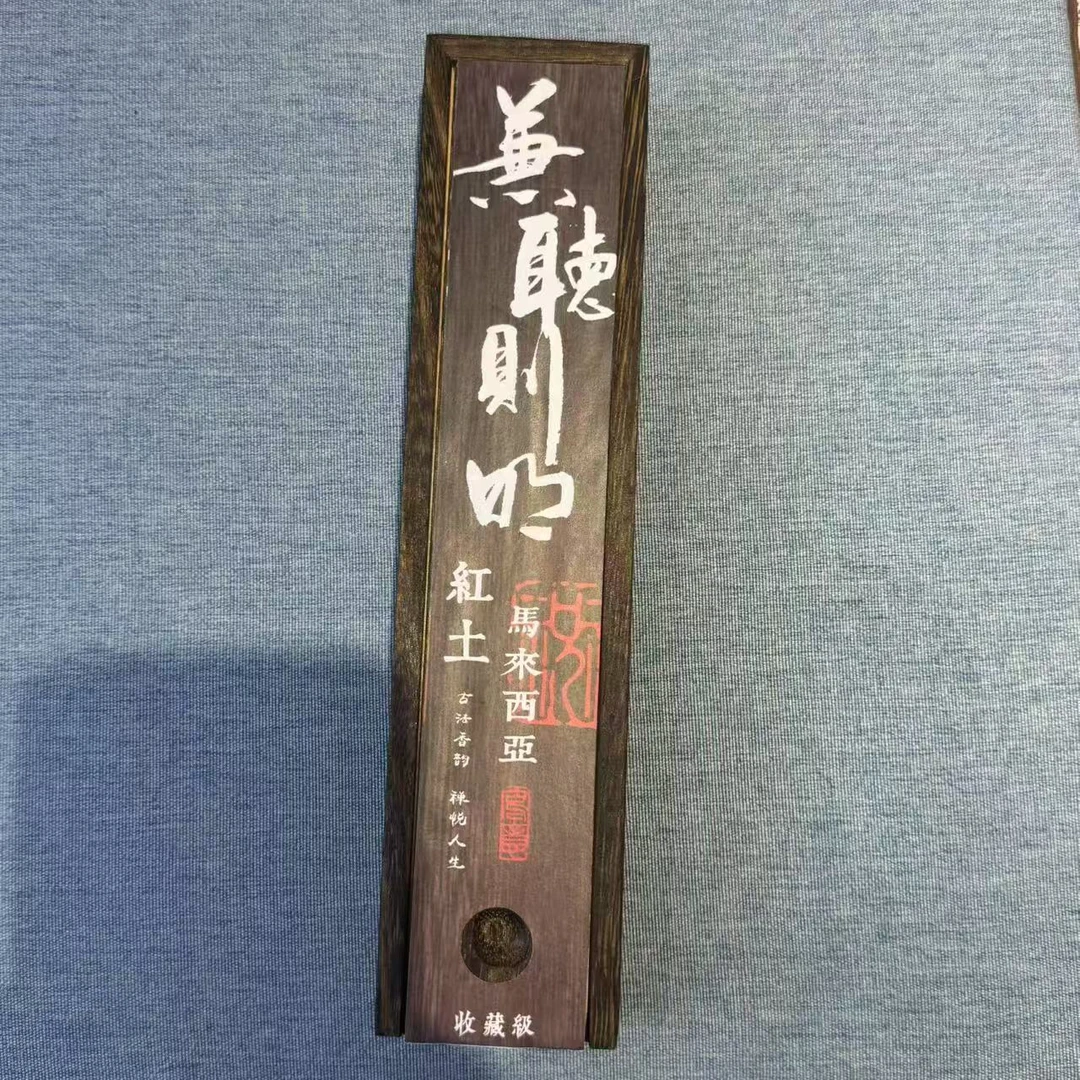 兼聽則明
馬來西亞
紅土
古法香韵 禅悦人生
收藏級